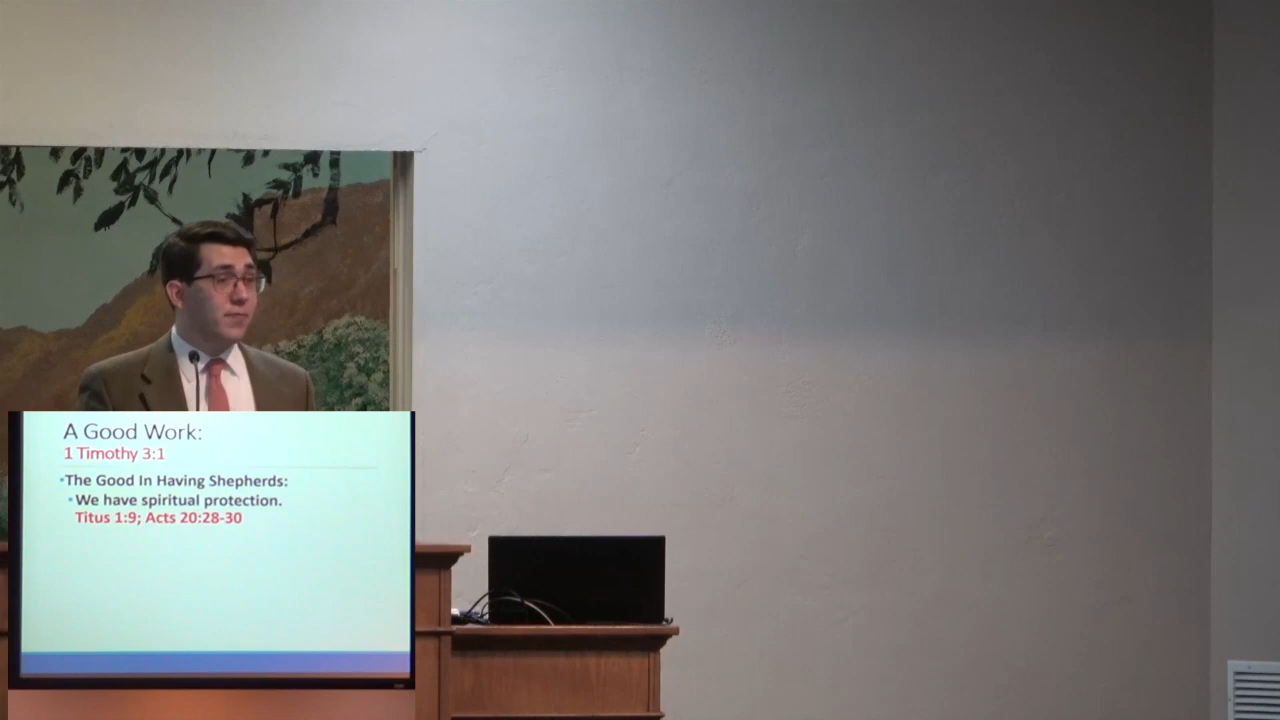 A Good Work:
1 Timothy 3:1
•The Good In Having Shepherds:
•We have spiritual protection.
Titus 1:9; Acts 20:28-30